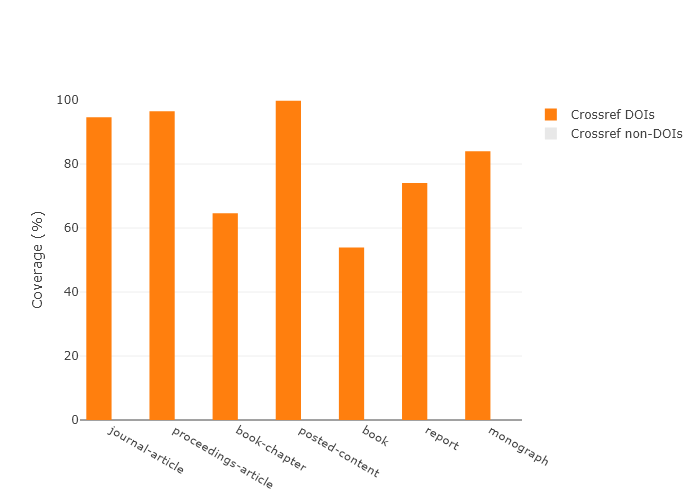 100
80
60
40
20
0
Coverage (%)
journal-article
proceedings-article
book-chapter
posted-content
book
report
monograph
Crossref DOIs
Crossref non-DOIs